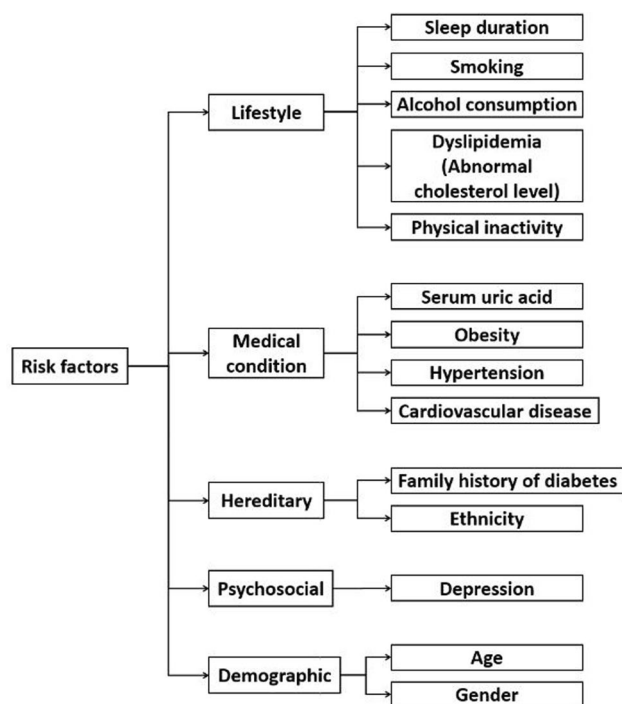 Sleep duration
Smoking
Lifestyle
Alcohol consumption
Dyslipidemia
(Abnormal
cholesterol level)
Physical inactivity
Serum uric acid
Medical
condition
Obesity
Risk factors
Hypertension
Cardiovascular disease
Family history of diabetes
Hereditary
Ethnicity
Psychosocial
Depression
Age
Demographic
Gender